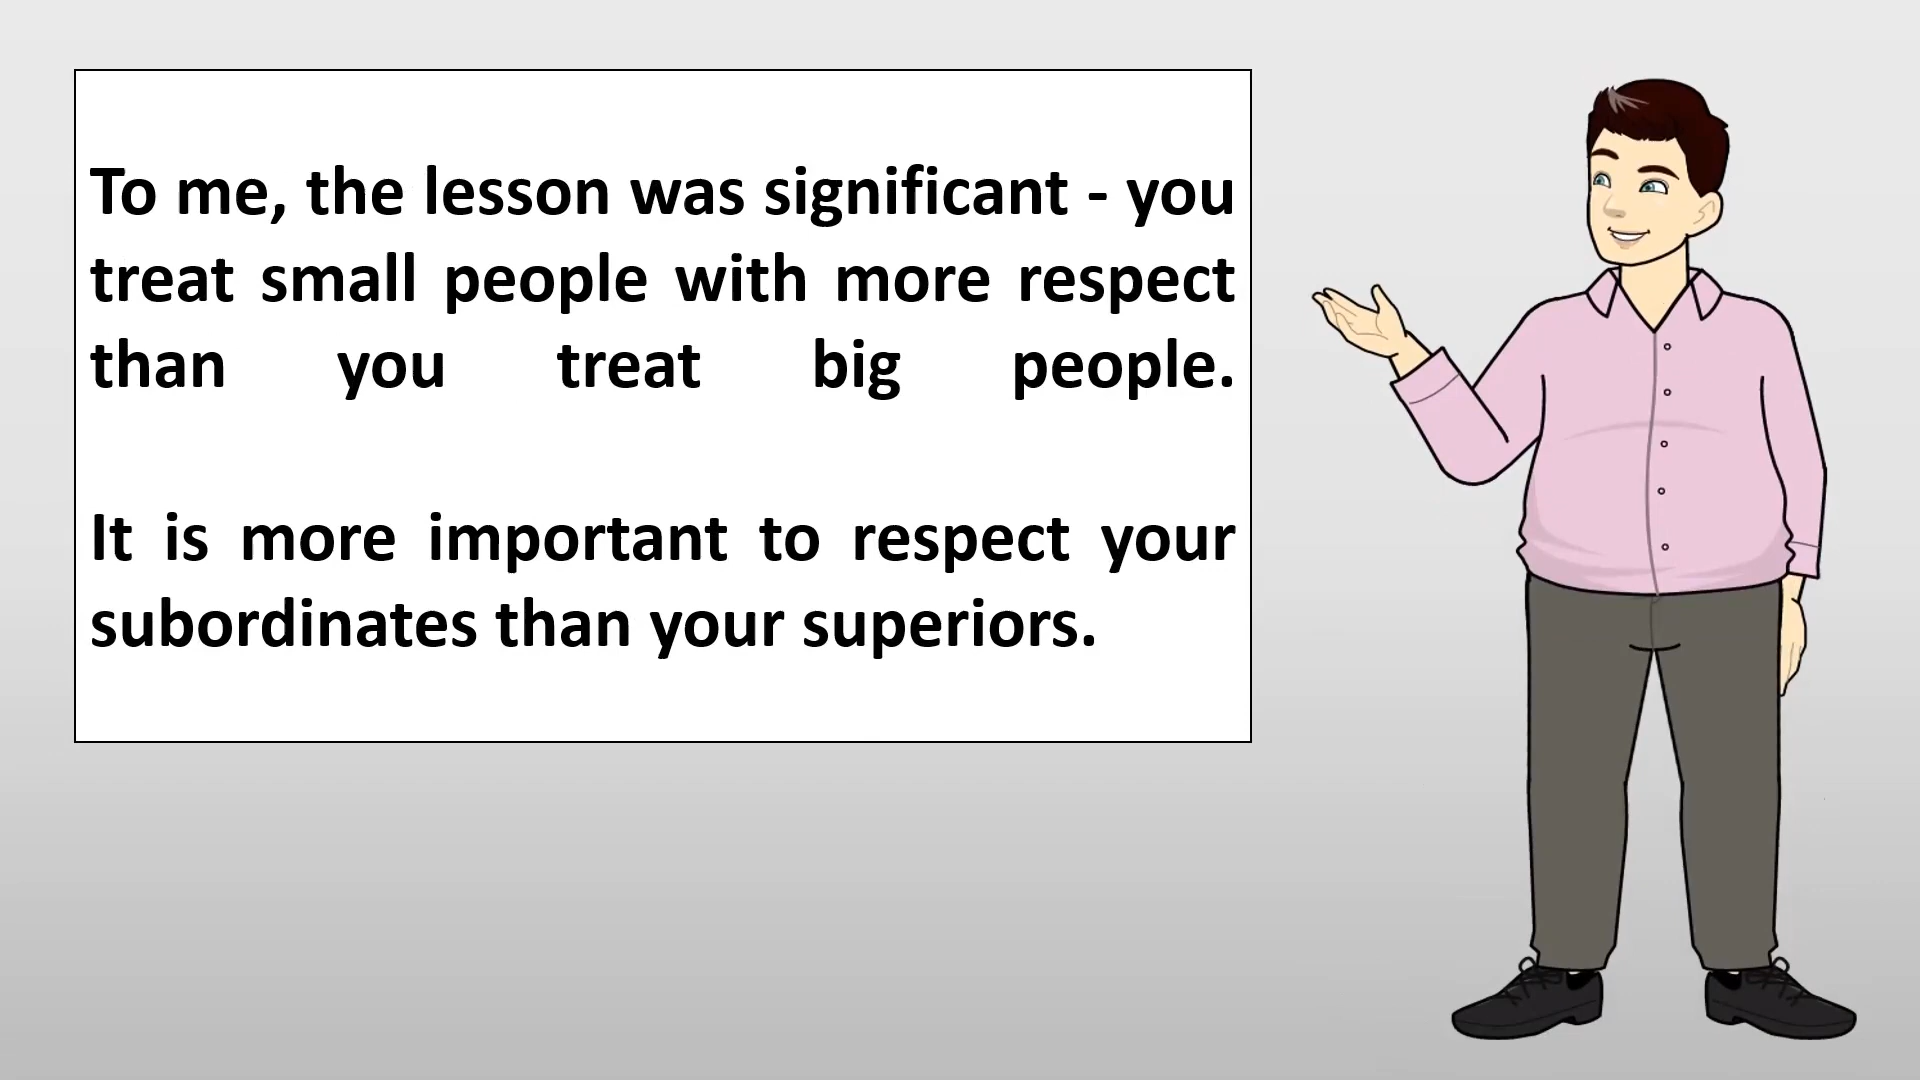 To me, the lesson was significant - you
treat small people with more respect
than you treat big people.
It is more important to respect your
subordinates than your superiors.